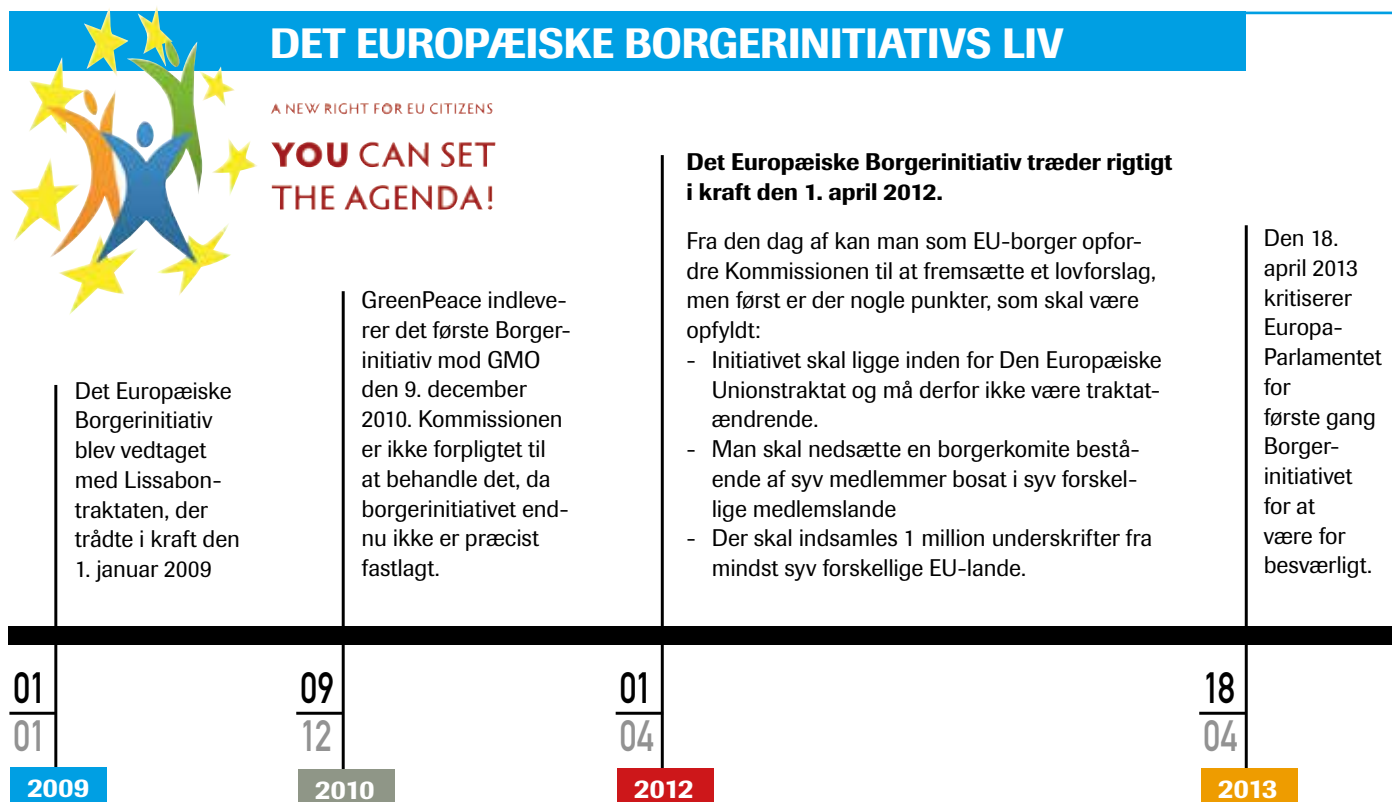 DET EUROPÆISKE BORGERINITIATIVS LIV
A NEW RIGHT FOR EU CITIZENS
YOU CAN SET
THE AGENDA!
Det Europæiske
Borgerinitiativ
blev vedtaget
med Lissabon-
traktaten, der
trådte i kraft den
1. januar 2009
GreenPeace indleve-
rer det første Borger-
initiativ mod GMO
den 9. december
2010. Kommissionen
er ikke forpligtet til
at behandle det, da
borgerinitiativet end-
nu ikke er præcist
fastlagt.
Det Europæiske Borgerinitiativ træder rigtigt
i kraft den 1. april 2012.
Fra den dag af kan man som EU-borger opfor-
dre Kommissionen til at fremsætte et lovforslag,
men først er der nogle punkter, som skal være
opfyldt:
- Initiativet skal ligge inden for Den Europæiske
Unionstraktat og må derfor ikke være traktat-
ændrende.
- Man skal nedsætte en borgerkomite bestå-
ende af syv medlemmer bosat i syv forskel-
lige medlemslande
- Der skal indsamles 1 million underskrifter fra
mindst syv forskellige EU-lande.
Den 18.
april 2013
kritiserer
Europa-
Parlamentet
for
første gang
Borger-
initiativet
for at
være for
besværligt.
01
01
2009
09
12
2010
01
04
2012
18
04
2013